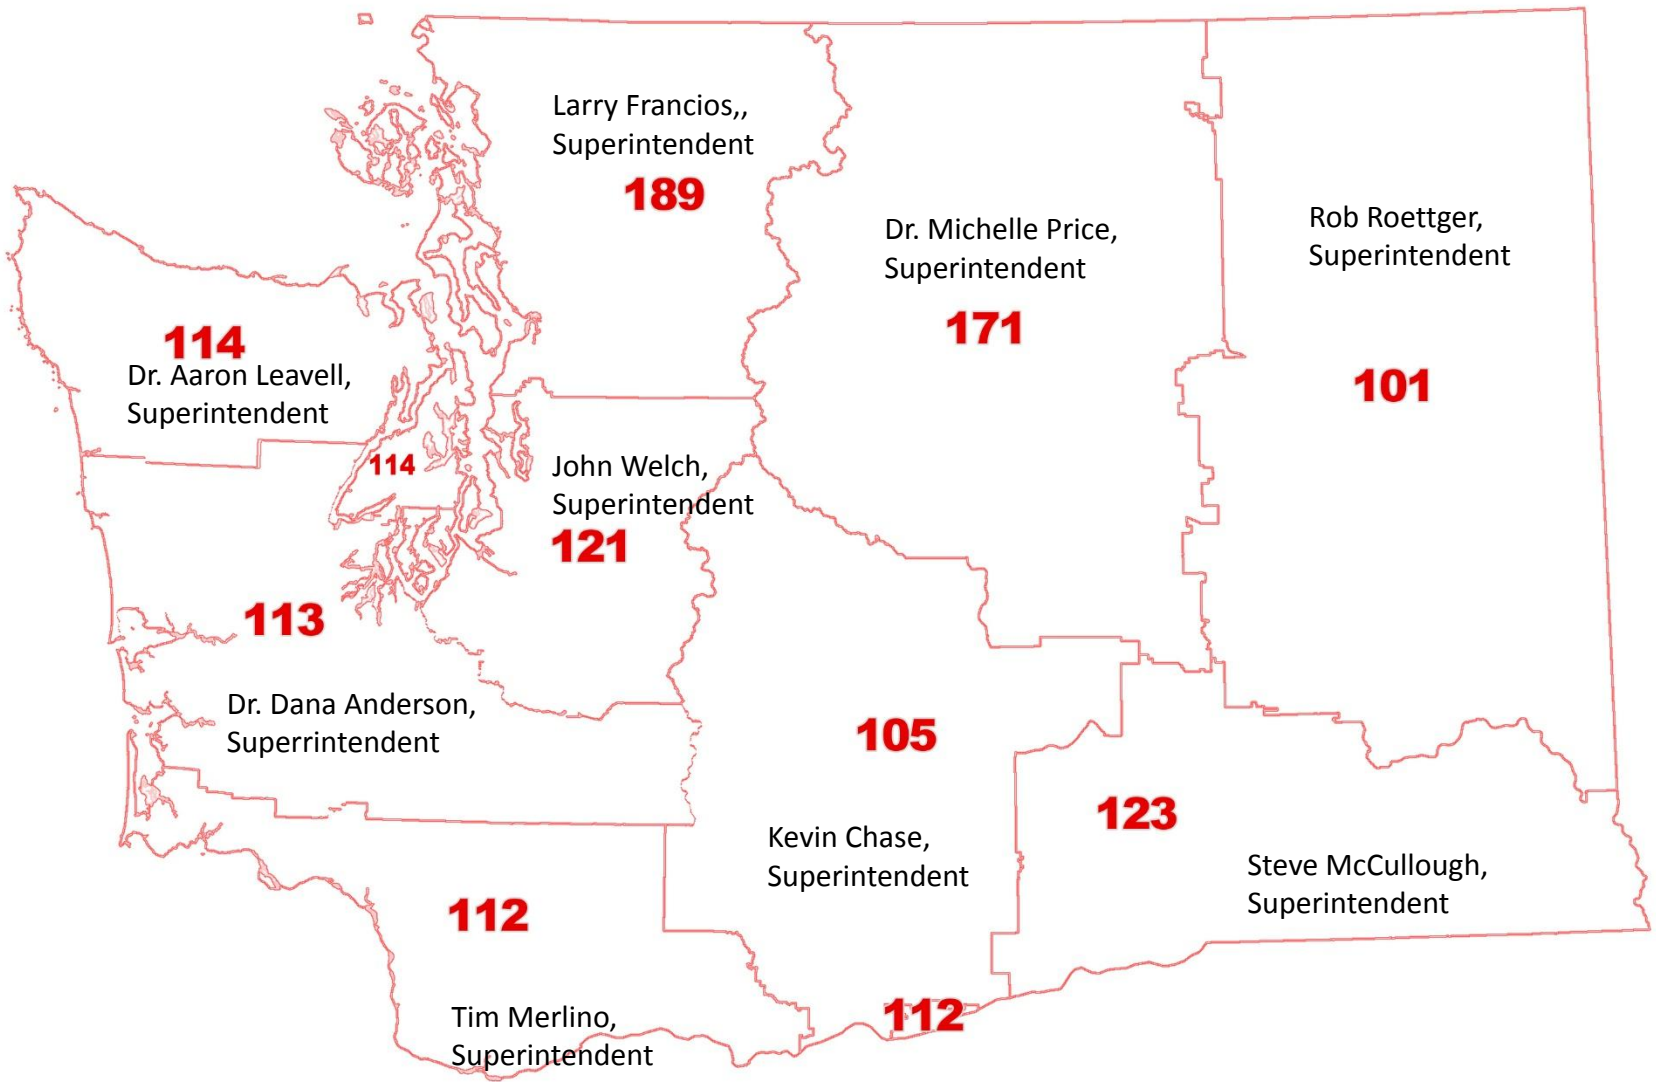 Larry Francios,,
Superintendent
189
Dr. Michelle Price,
Superintendent
171
Rob Roettger,
Superintendent
101
114
Dr. Aaron Leavell,
Superintendent
114
John Welch,
Superintendent
121
113
Dr. Dana Anderson,
Superrintendent
105
Kevin Chase,
Superintendent
123
Steve McCullough,
Superintendent
112
Tim Merlino,
Superintendent
112